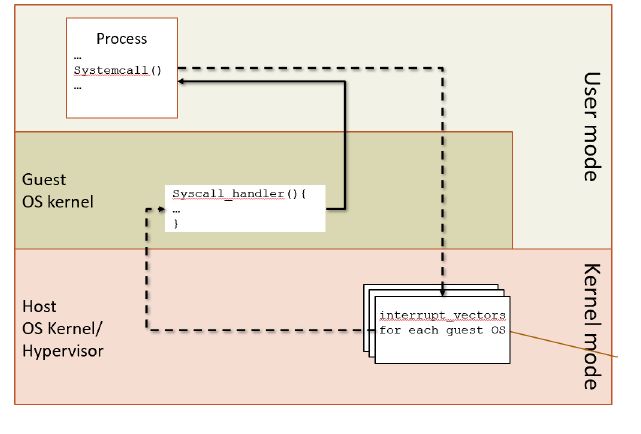 Process
…
Systemcall()
…
User mode
Guest
OS kernel
Syscall_handler(){
…
}
Kernel mode
Host
OS Kernel/
Hypervisor
interrupt_vectors
for each guest OS